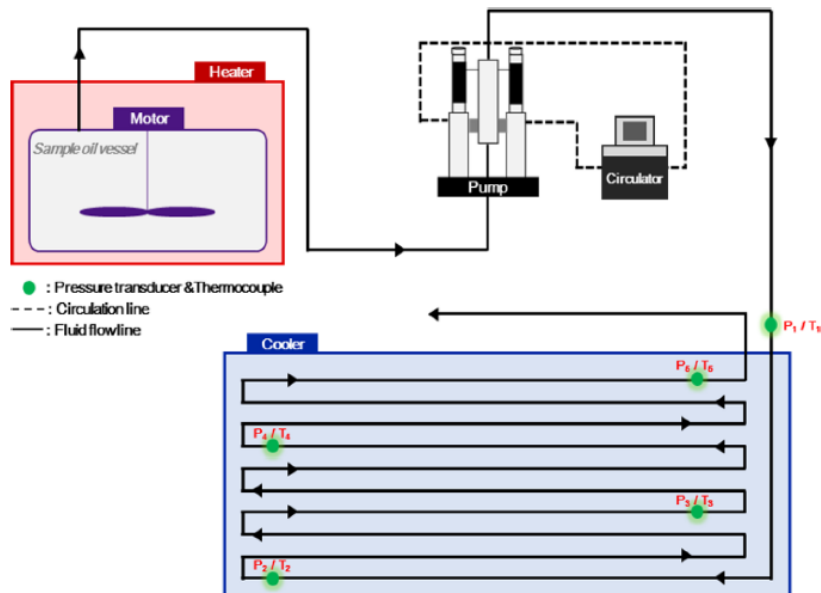 Heater
Motor
Sample oil vessel
Pump
Circulator
: Pressure transducer &Thermocouple
: Circulation line
: Fluid flowline
P₁ / T₁
Cooler
P₆ / T₆
P₄ / T₄
P₃ / T₃
P₂ / T₂